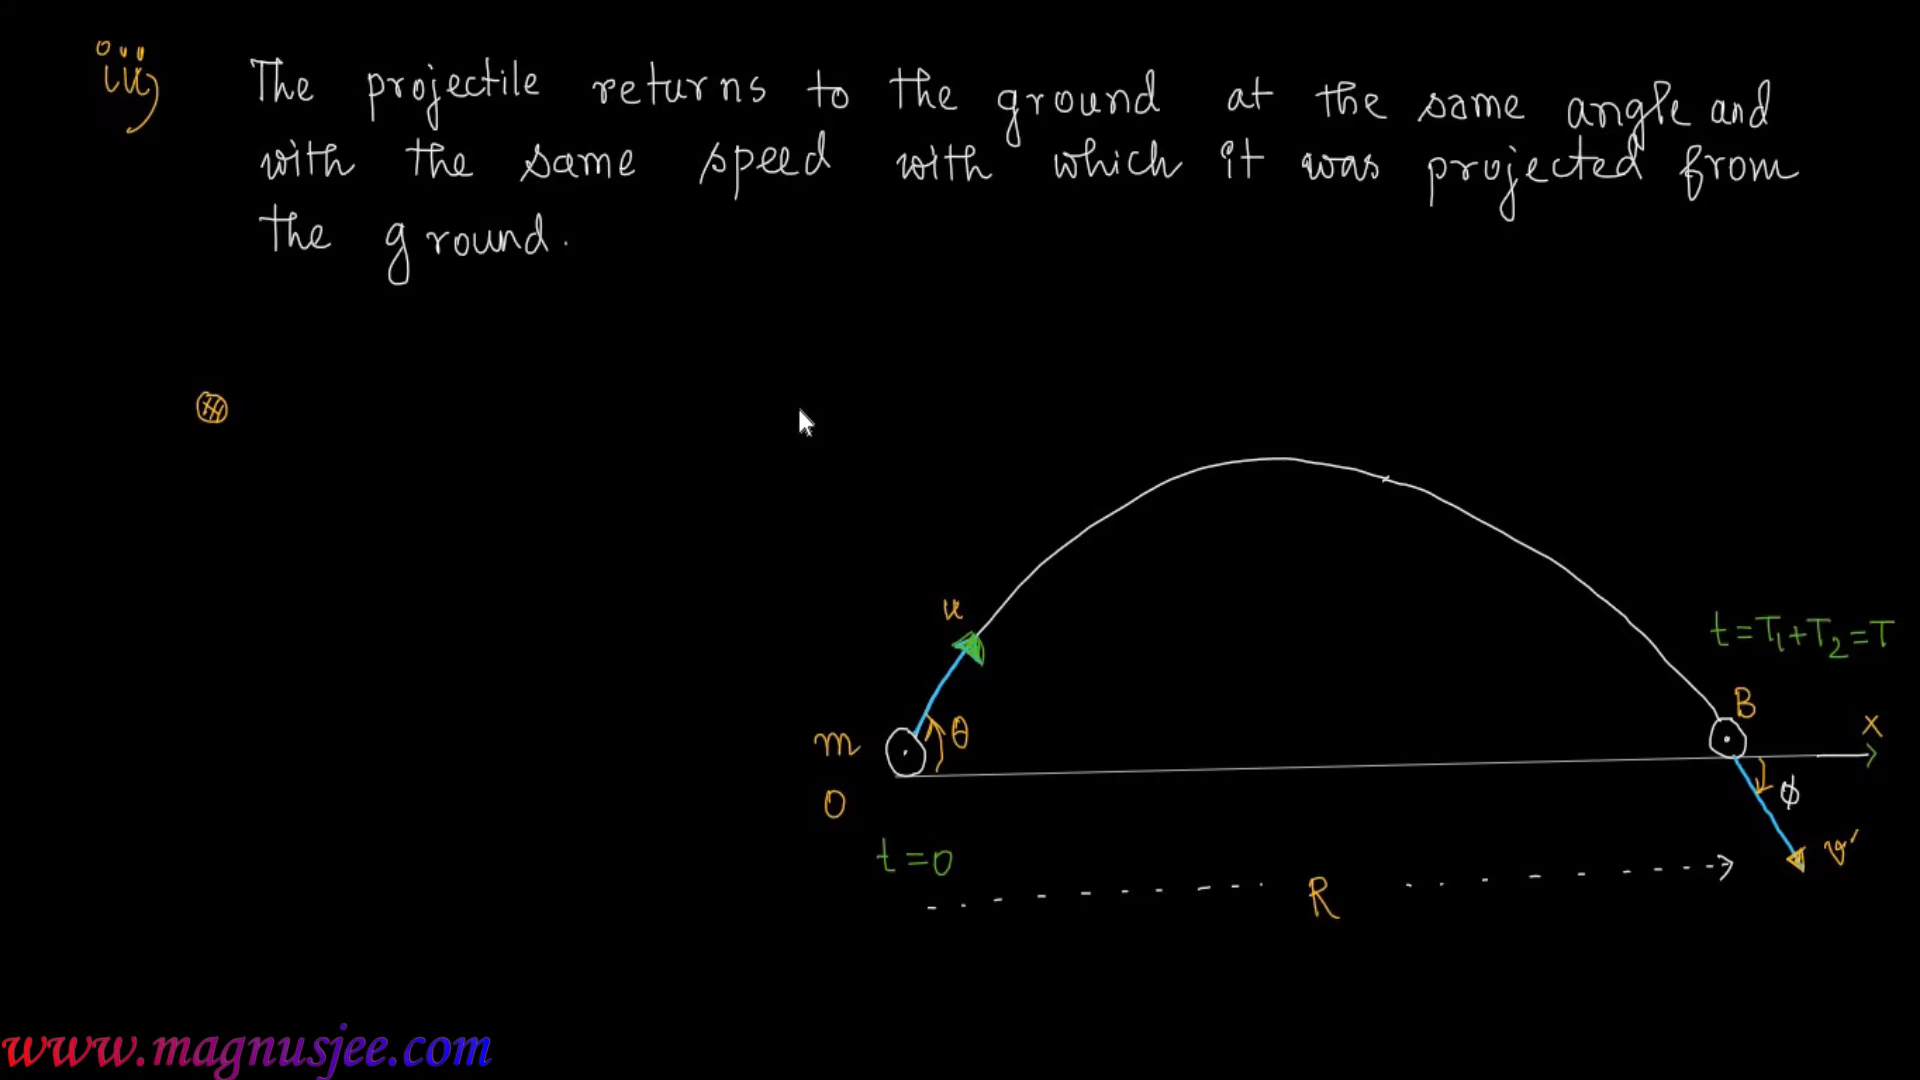 iii)
The projectile returns to the ground at the same angle and
with the same speed with which it was projected from
the ground.
u
t=T₁+T₂=T
B
X
m
θ
O
ϕ
v'
t=0
R
www.magnusjee.com